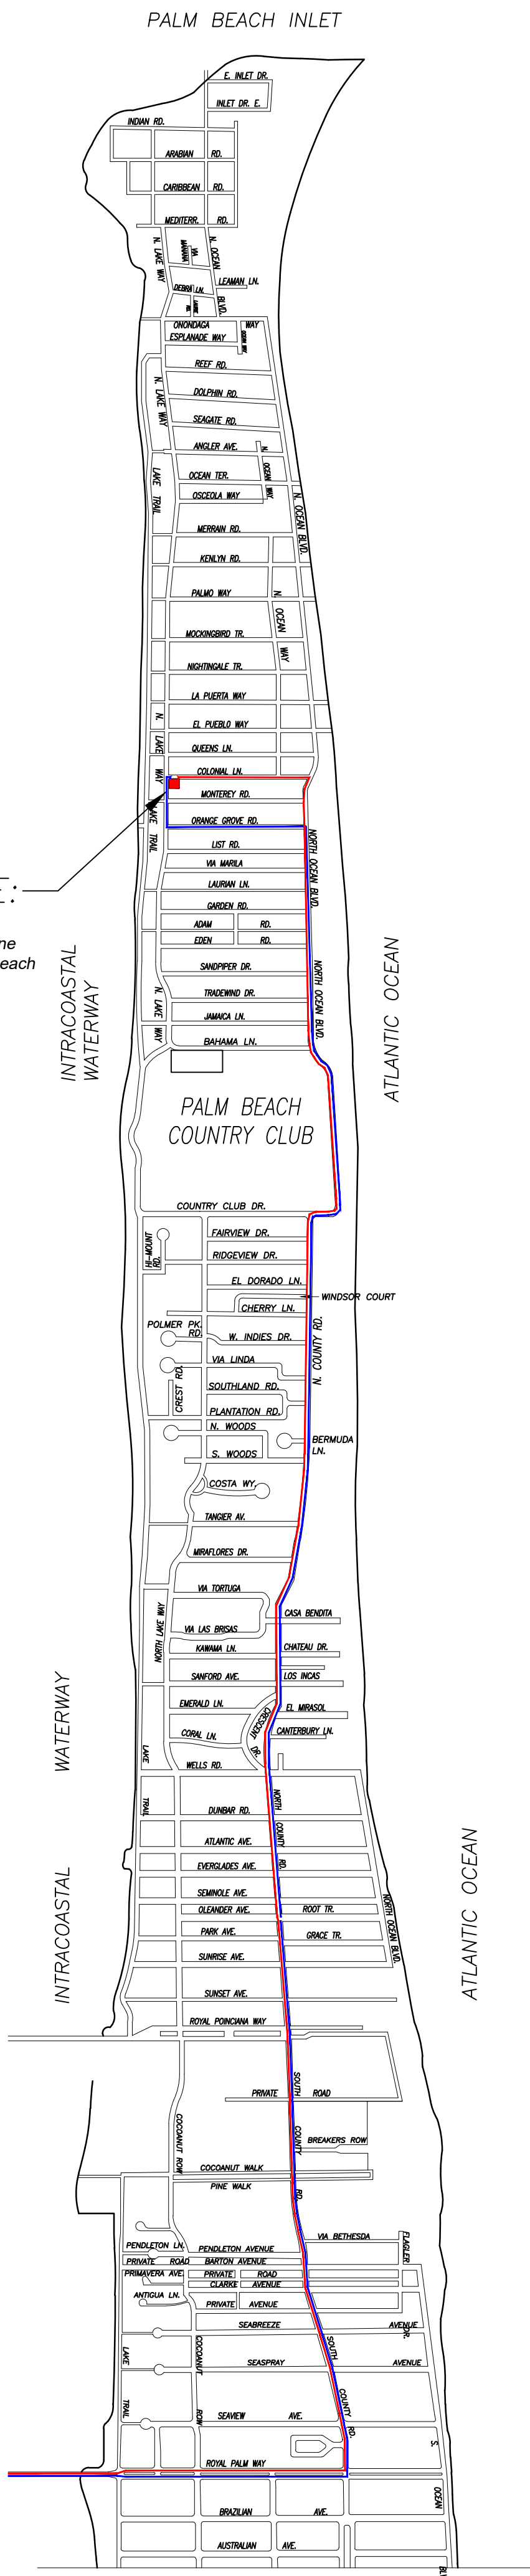 PALM BEACH INLET
E. INLET DR.
INLET DR. E.
INDIAN RD.
ARABIAN RD.
CARIBBEAN RD.
MEDITERR. RD.
N. LAKE WAY
VIA MANANA
N. OCEAN BLVD.
LEAMAN LN.
DEBRA LN.
ONONDAGA WAY
ESPLANADE WAY
OCEAN WAY
REEF RD.
DOLPHIN RD.
N. LAKE WAY
SEAGATE RD.
ANGLER AVE.
N. OCEAN WAY
LAKE TRAIL
OCEAN TER.
OSCEOLA WAY
N. OCEAN BLVD.
MERRAIN RD.
KENLYN RD.
PALMO WAY
N. OCEAN WAY
MOCKINGBIRD TR.
NIGHTINGALE TR.
LA PUERTA WAY
N. LAKE WAY
EL PUEBLO WAY
QUEENS LN.
COLONIAL LN.
MONTEREY RD.
LAKE TRAIL
ORANGE GROVE RD.
NORTH OCEAN BLVD.
LIST RD.
VIA MARILA
LAURIAN LN.
E:
GARDEN RD.
ADAM RD.
EDEN RD.
ne
each
INTRACOASTAL
WATERWAY
ATLANTIC OCEAN
SANDPIPER DR.
NORTH OCEAN BLVD.
N. LAKE WAY
TRADEWIND DR.
JAMAICA LN.
BAHAMA LN.
PALM BEACH
COUNTRY CLUB
COUNTRY CLUB DR.
FAIRVIEW DR.
HI-MOUNT RD.
RIDGEVIEW DR.
EL DORADO LN.
WINDSOR COURT
CHERRY LN.
POLMER PK.
RD.
W. INDIES DR.
N. COUNTY RD.
VIA LINDA
CREST RD.
SOUTHLAND RD.
PLANTATION RD.
N. WOODS
BERMUDA
LN.
S. WOODS
COSTA WY.
TANGIER AV.
MIRAFLORES DR.
VIA TORTUGA
NORTH LAKE WAY
CASA BENDITA
VIA LAS BRISAS
KAWAMA LN.
CHATEAU DR.
SANFORD AVE.
LOS INCAS
WATERWAY
EMERALD LN.
EL MIRASOL
CRESCENT DR.
CORAL LN.
CANTERBURY LN.
LAKE TRAIL
WELLS RD.
DUNBAR RD.
NORTH COUNTY RD.
ATLANTIC AVE.
EVERGLADES AVE.
INTRACOASTAL
ATLANTIC OCEAN
SEMINOLE AVE.
OLEANDER AVE.
ROOT TR.
NORTH OCEAN BLVD.
PARK AVE.
GRACE TR.
SUNRISE AVE.
SUNSET AVE.
ROYAL POINCIANA WAY
SOUTH COUNTY RD.
PRIVATE ROAD
COCOANUT ROW
BREAKERS ROW
COCOANUT WALK
PINE WALK
VIA BETHESDA
FLAGLER DR.
PENDLETON LN.
PENDLETON AVENUE
PRIVATE ROAD
BARTON AVENUE
PRIMAVERA AVE.
PRIVATE ROAD
CLARKE AVENUE
ANTIGUA LN.
PRIVATE AVENUE
SEABREEZE AVENUE
LAKE TRAIL
COCOANUT ROW
SOUTH COUNTY RD.
SEASPRAY AVENUE
SEAVIEW AVE.
S. OCEAN
ROYAL PALM WAY
BRAZILIAN AVE.
AUSTRALIAN AVE.